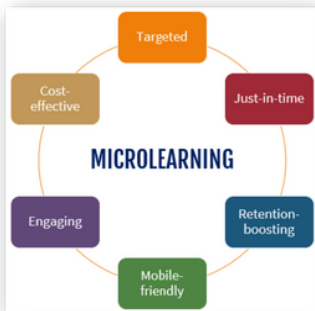 Targeted
Cost-
effective
Just-in-time
MICROLEARNING
Engaging
Retention-
boosting
Mobile-
friendly